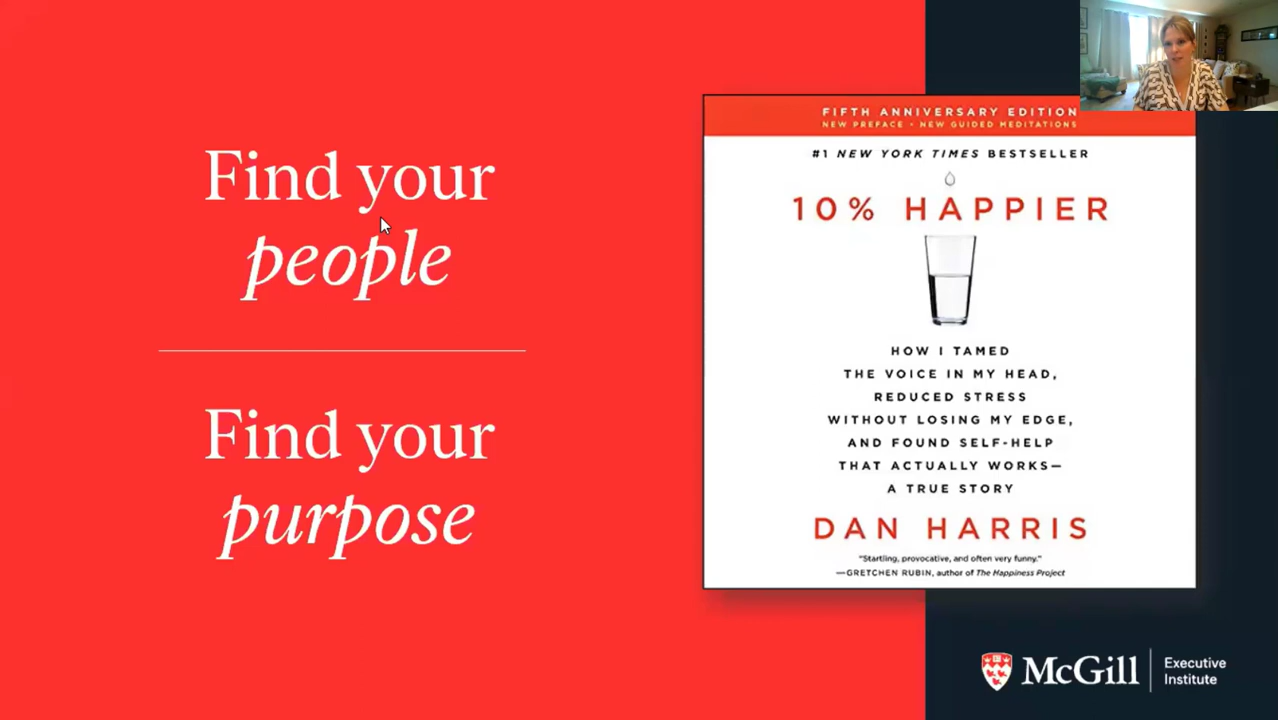 Find your
people
Find your
purpose
FIFTH ANNIVERSARY EDITION
NEW PREFACE • NEW GUIDED MEDITATIONS
#1 NEW YORK TIMES BESTSELLER
10% HAPPIER
HOW I TAMED
THE VOICE IN MY HEAD,
REDUCED STRESS
WITHOUT LOSING MY EDGE,
AND FOUND SELF-HELP
THAT ACTUALLY WORKS—
A TRUE STORY
DAN HARRIS
"Startling, provocative, and often very funny."
—GRETCHEN RUBIN, author of The Happiness Project
McGill
Executive
Institute